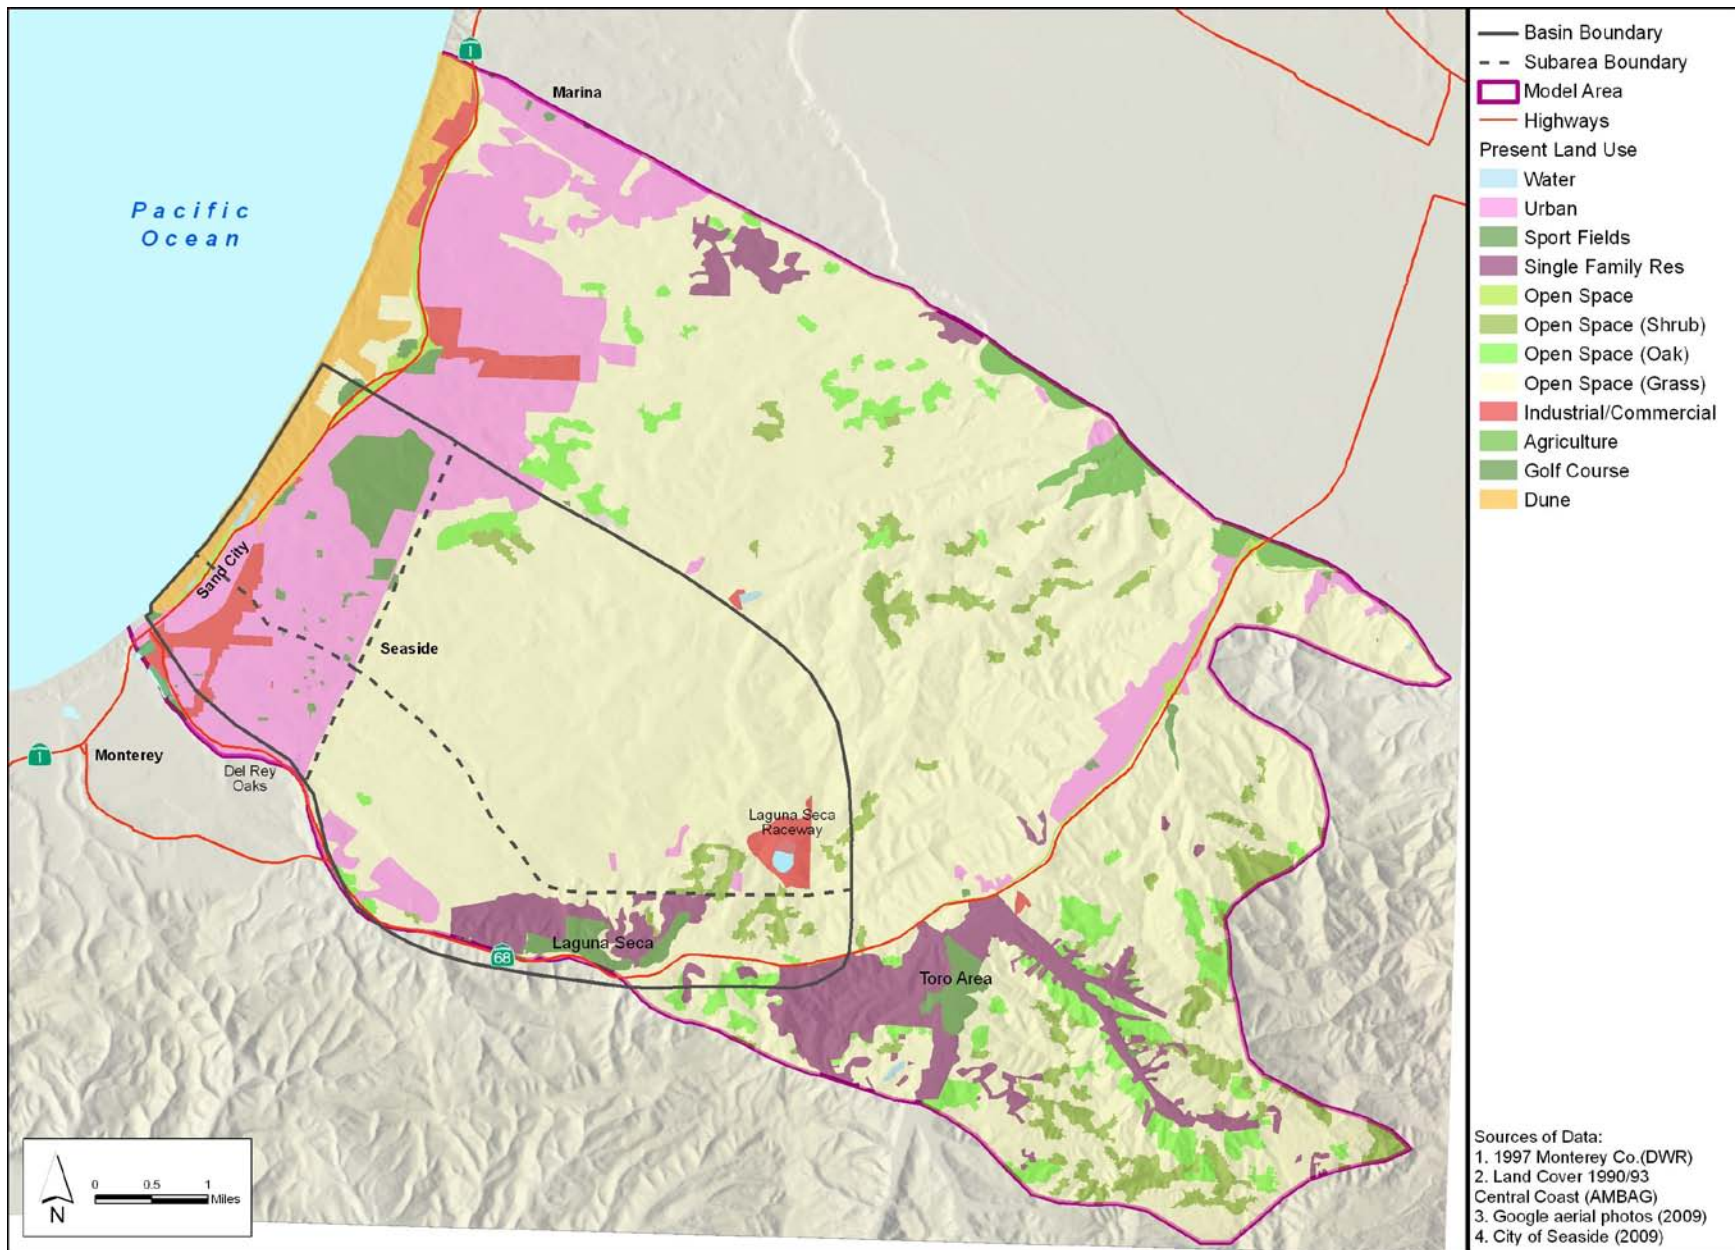 1
Marina
Pacific
Ocean
Sand City
Seaside
1
Monterey
Del Rey
Oaks
Laguna Seca
Raceway
Laguna Seca
68
Toro Area
N
0 0.5 1
Miles
Basin Boundary
Subarea Boundary
Model Area
Highways
Present Land Use
Water
Urban
Sport Fields
Single Family Res
Open Space
Open Space (Shrub)
Open Space (Oak)
Open Space (Grass)
Industrial/Commercial
Agriculture
Golf Course
Dune
Sources of Data:
1. 1997 Monterey Co.(DWR)
2. Land Cover 1990/93
Central Coast (AMBAG)
3. Google aerial photos (2009)
4. City of Seaside (2009)